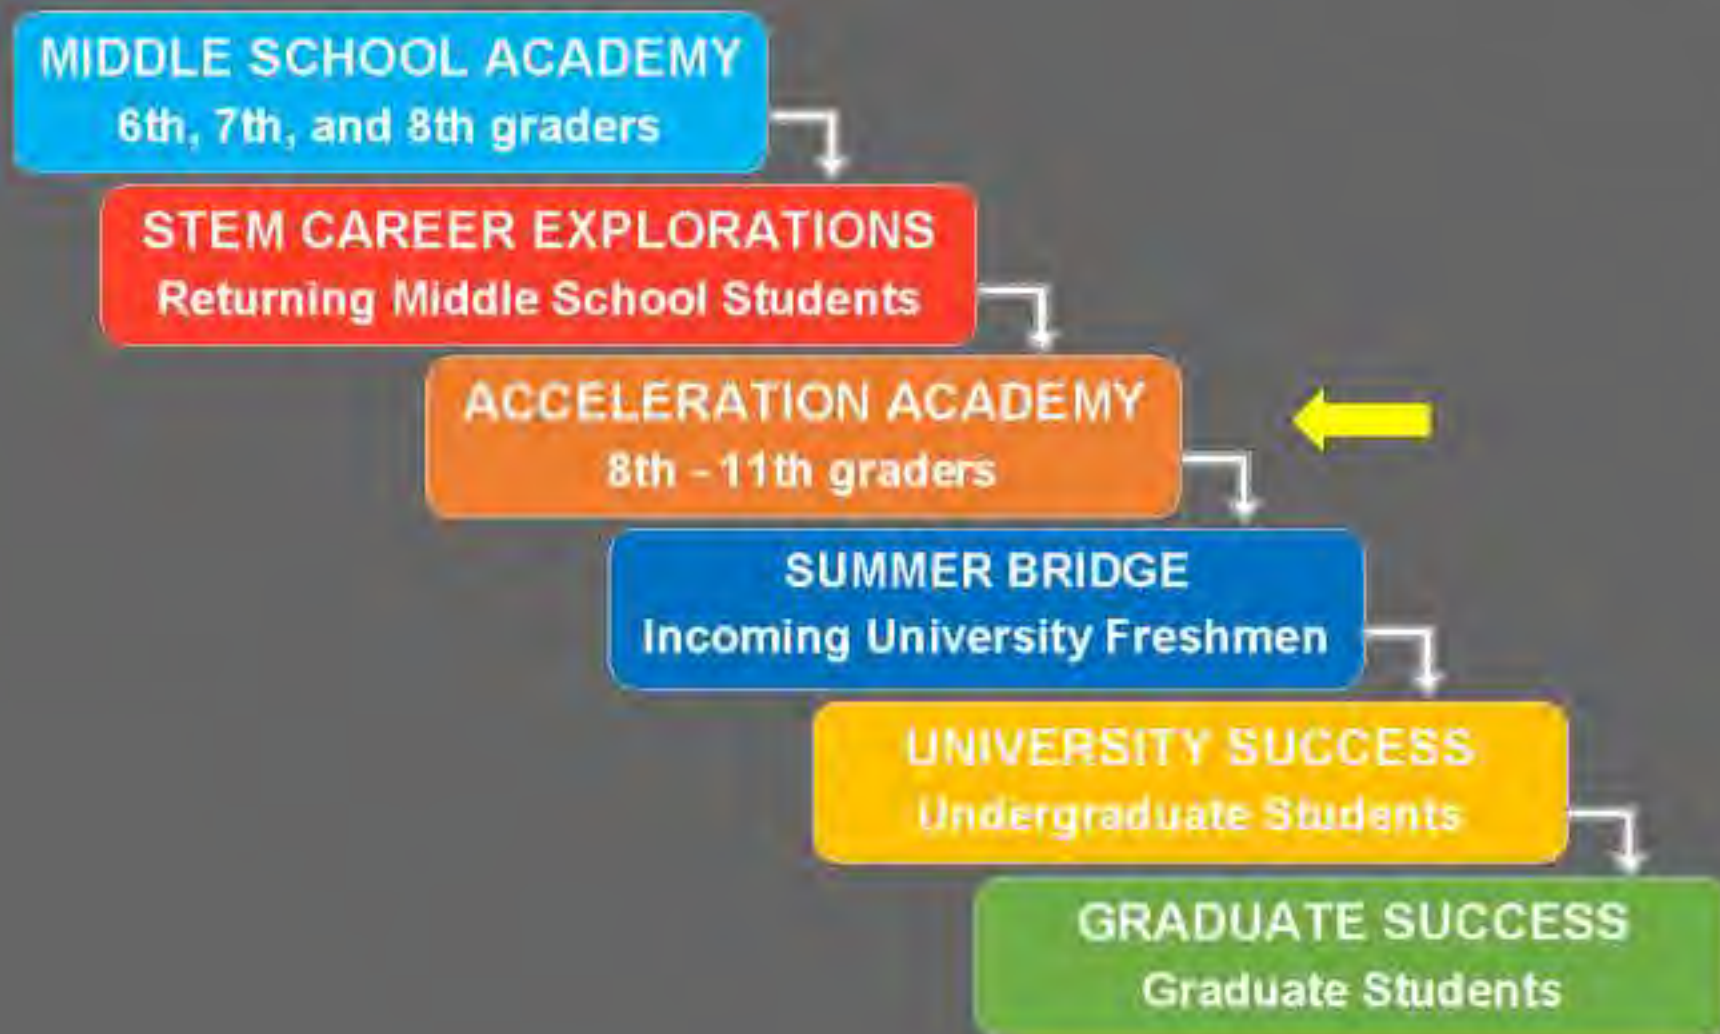 MIDDLE SCHOOL ACADEMY
6th, 7th, and 8th graders
STEM CAREER EXPLORATIONS
Returning Middle School Students
ACCELERATION ACADEMY
8th - 11th graders
SUMMER BRIDGE
Incoming University Freshmen
UNIVERSITY SUCCESS
Undergraduate Students
GRADUATE SUCCESS
Graduate Students